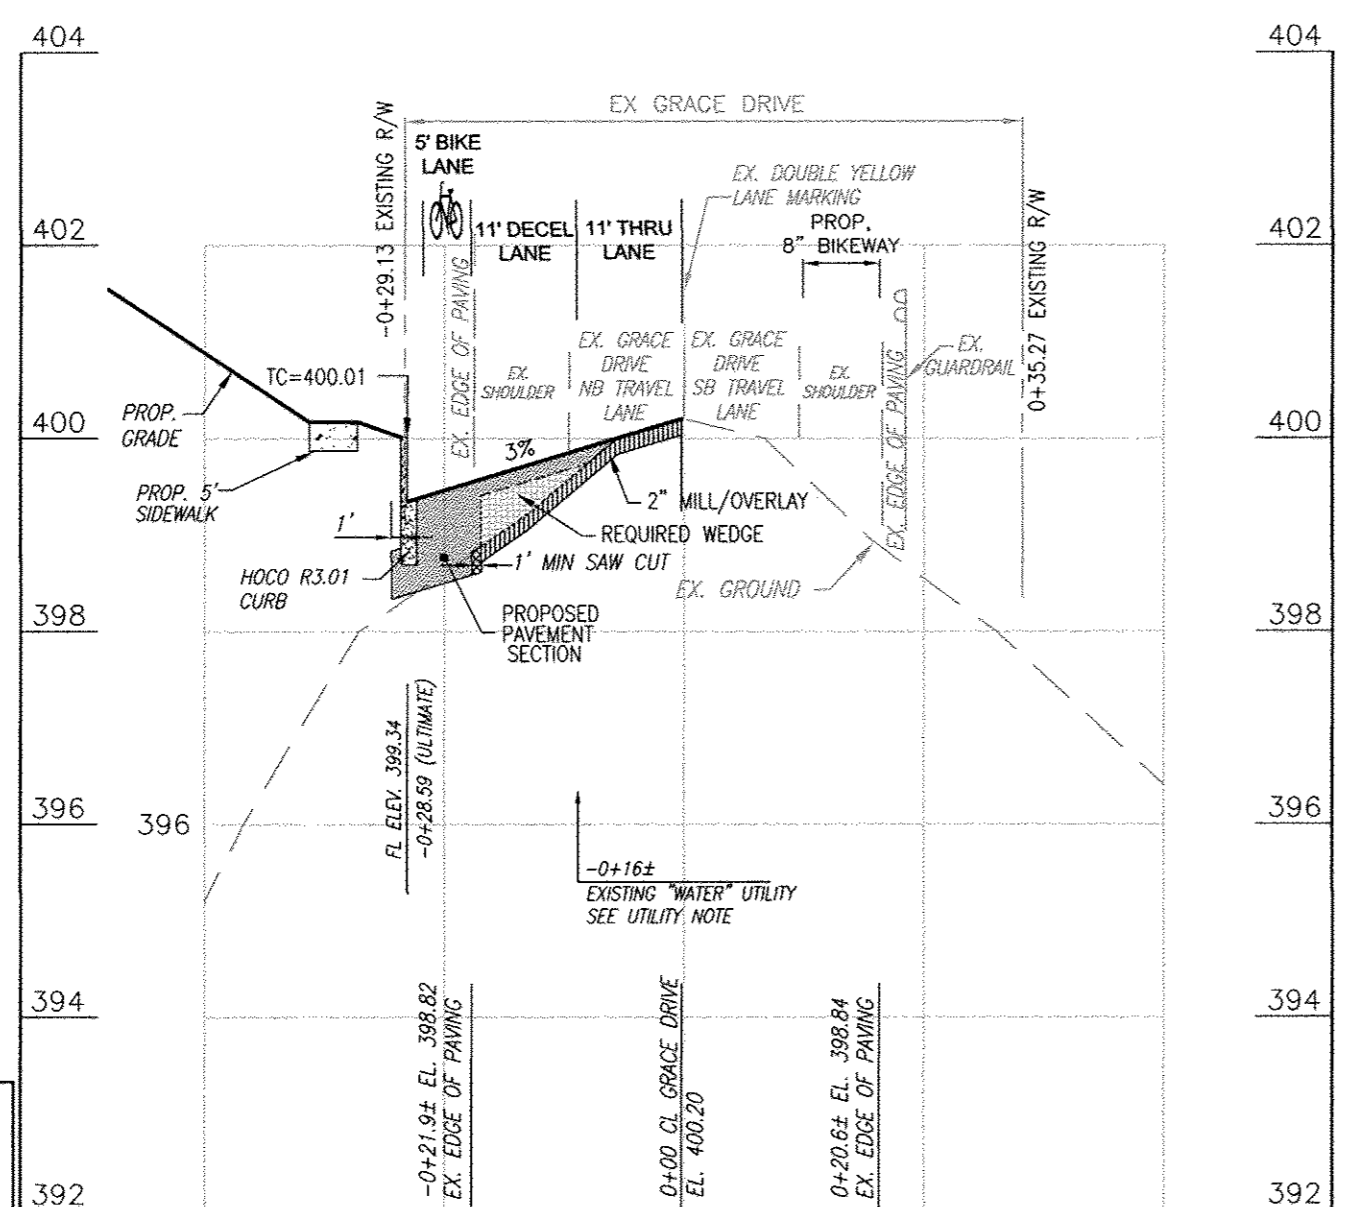 404
404
EX GRACE DRIVE
-0+29.13 EXISTING R/W
5' BIKE
LANE
EX. DOUBLE YELLOW
LANE MARKING
0+35.27 EXISTING R/W
402
402
11' DECEL
LANE
11' THRU
LANE
PROP.
8" BIKEWAY
EX. EDGE OF PAVING
EX.
SHOULDER
EX. GRACE
DRIVE
NB TRAVEL
LANE
EX. GRACE
DRIVE
SB TRAVEL
LANE
EX.
SHOULDER
EX. EDGE OF PAVING
EX.
GUARDRAIL
TC=400.01
PROP.
GRADE
400
400
3%
PROP. 5'
SIDEWALK
1'
2" MILL/OVERLAY
REQUIRED WEDGE
1' MIN SAW CUT
HOCO R3.01
CURB
EX. GROUND
PROPOSED
PAVEMENT
SECTION
398
398
FL ELEV. 399.34
-0+28.59 (ULTIMATE)
396
396
396
-0+16±
EXISTING "WATER" UTILITY
SEE UTILITY NOTE
394
394
-0+21.9± EL. 398.82
EX. EDGE OF PAVING
0+00 CL GRACE DRIVE
EL. 400.20
0+20.6± EL. 398.84
EX. EDGE OF PAVING
392
392